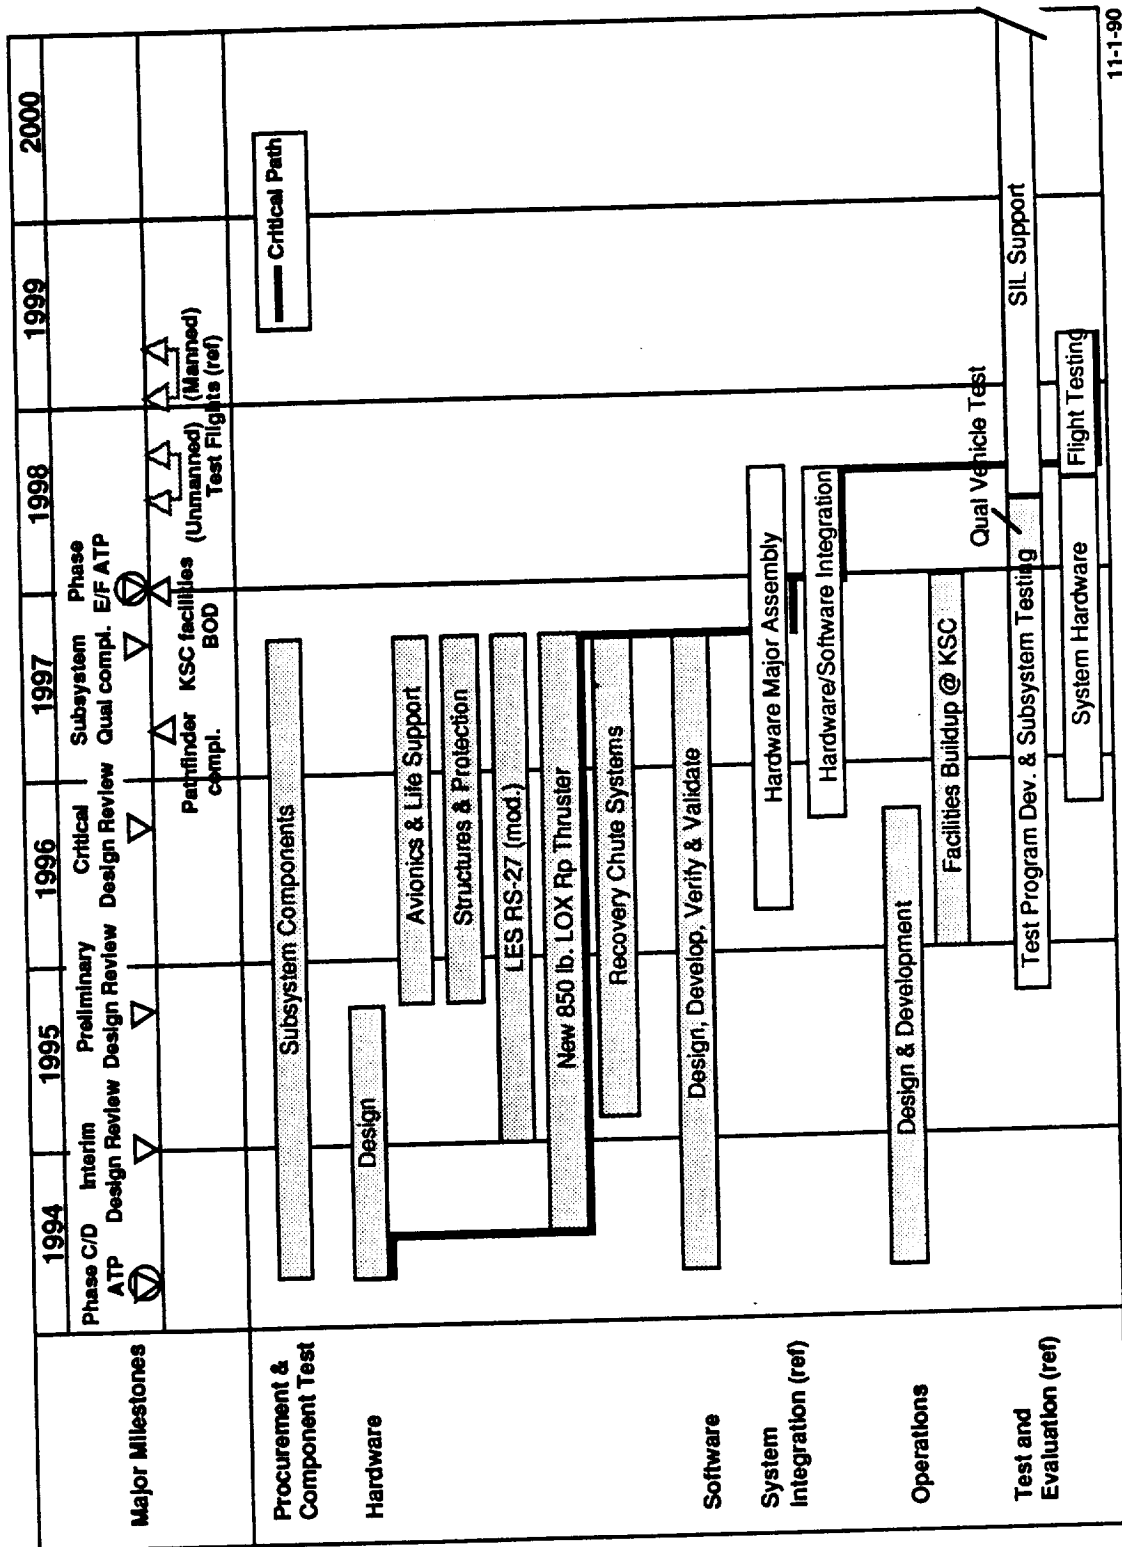 1994 1995 1996 1997 1998 1999 2000
Major Milestones
Phase C/D
ATP
Interim
Design Review
Preliminary
Design Review
Critical
Design Review
Subsystem
Qual compl.
Phase
E/F ATP
Pathfinder
compl.
KSC facilities
BOD
(Unmanned) (Manned)
Test Flights (ref)
Critical Path
Procurement &
Component Test
Subsystem Components
Hardware
Design
Avionics & Life Support
Structures & Protection
LES RS-27 (mod.)
New 850 lb. LOX Rp Thruster
Recovery Chute Systems
Software
Design, Develop, Verify & Validate
System
Integration (ref)
Hardware Major Assembly
Hardware/Software Integration
Operations
Design & Development
Facilities Buildup @ KSC
Qual Vehicle Test
Test and
Evaluation (ref)
Test Program Dev. & Subsystem Testing
SIL Support
System Hardware
Flight Testing
11-1-90